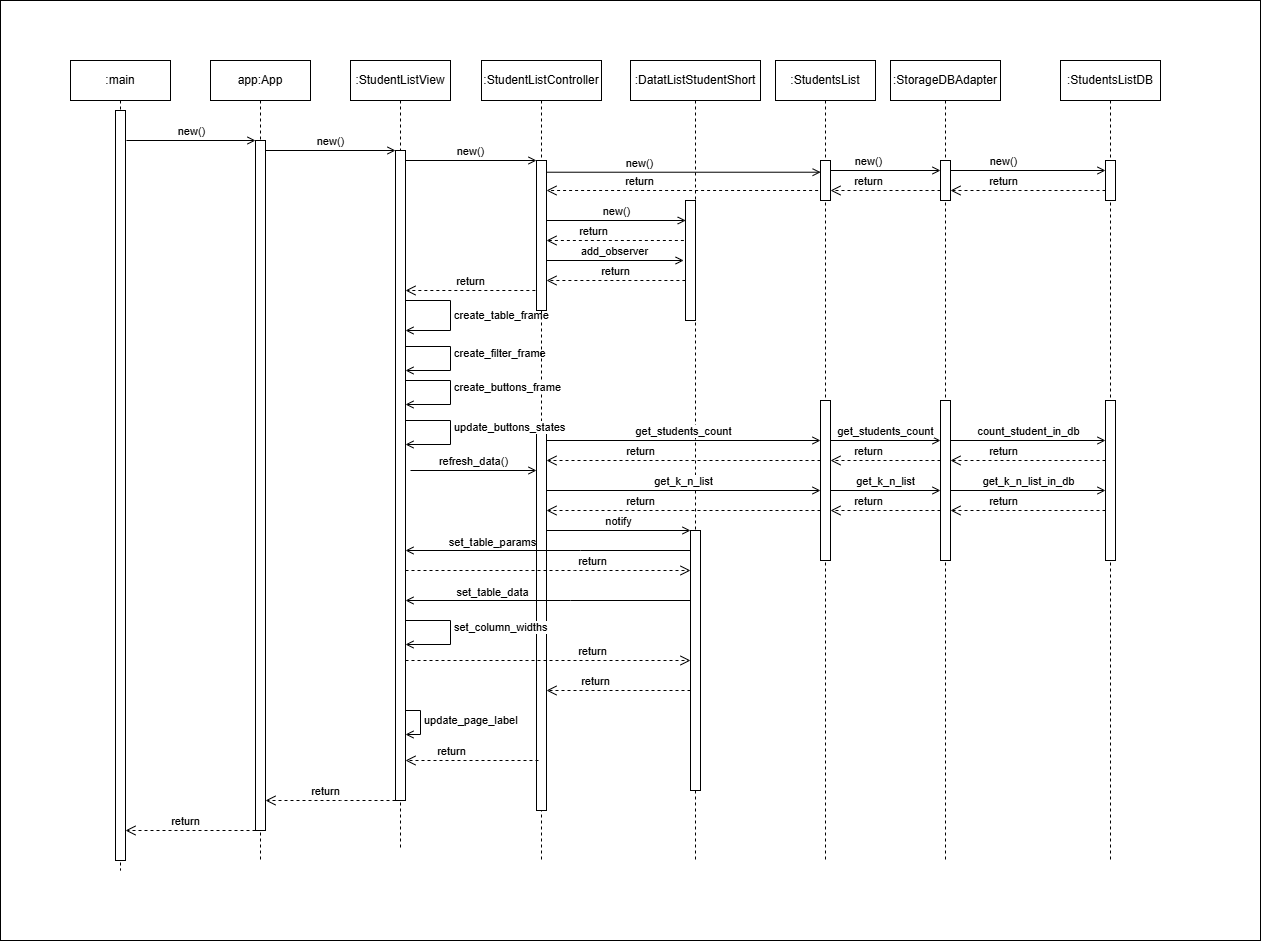 :main
app:App
:StudentListView
:StudentListController
:DatatListStudentShort
:StudentsList
:StorageDBAdapter
:StudentsListDB
new()
new()
new()
new()
new()
new()
return
return
return
new()
return
add_observer
return
return
create_table_frame
create_filter_frame
create_buttons_frame
update_buttons_states
get_students_count
get_students_count
count_student_in_db
return
return
return
refresh_data()
get_k_n_list
get_k_n_list
get_k_n_list_in_db
return
return
return
notify
set_table_params
return
set_table_data
set_column_widths
return
return
update_page_label
return
return
return